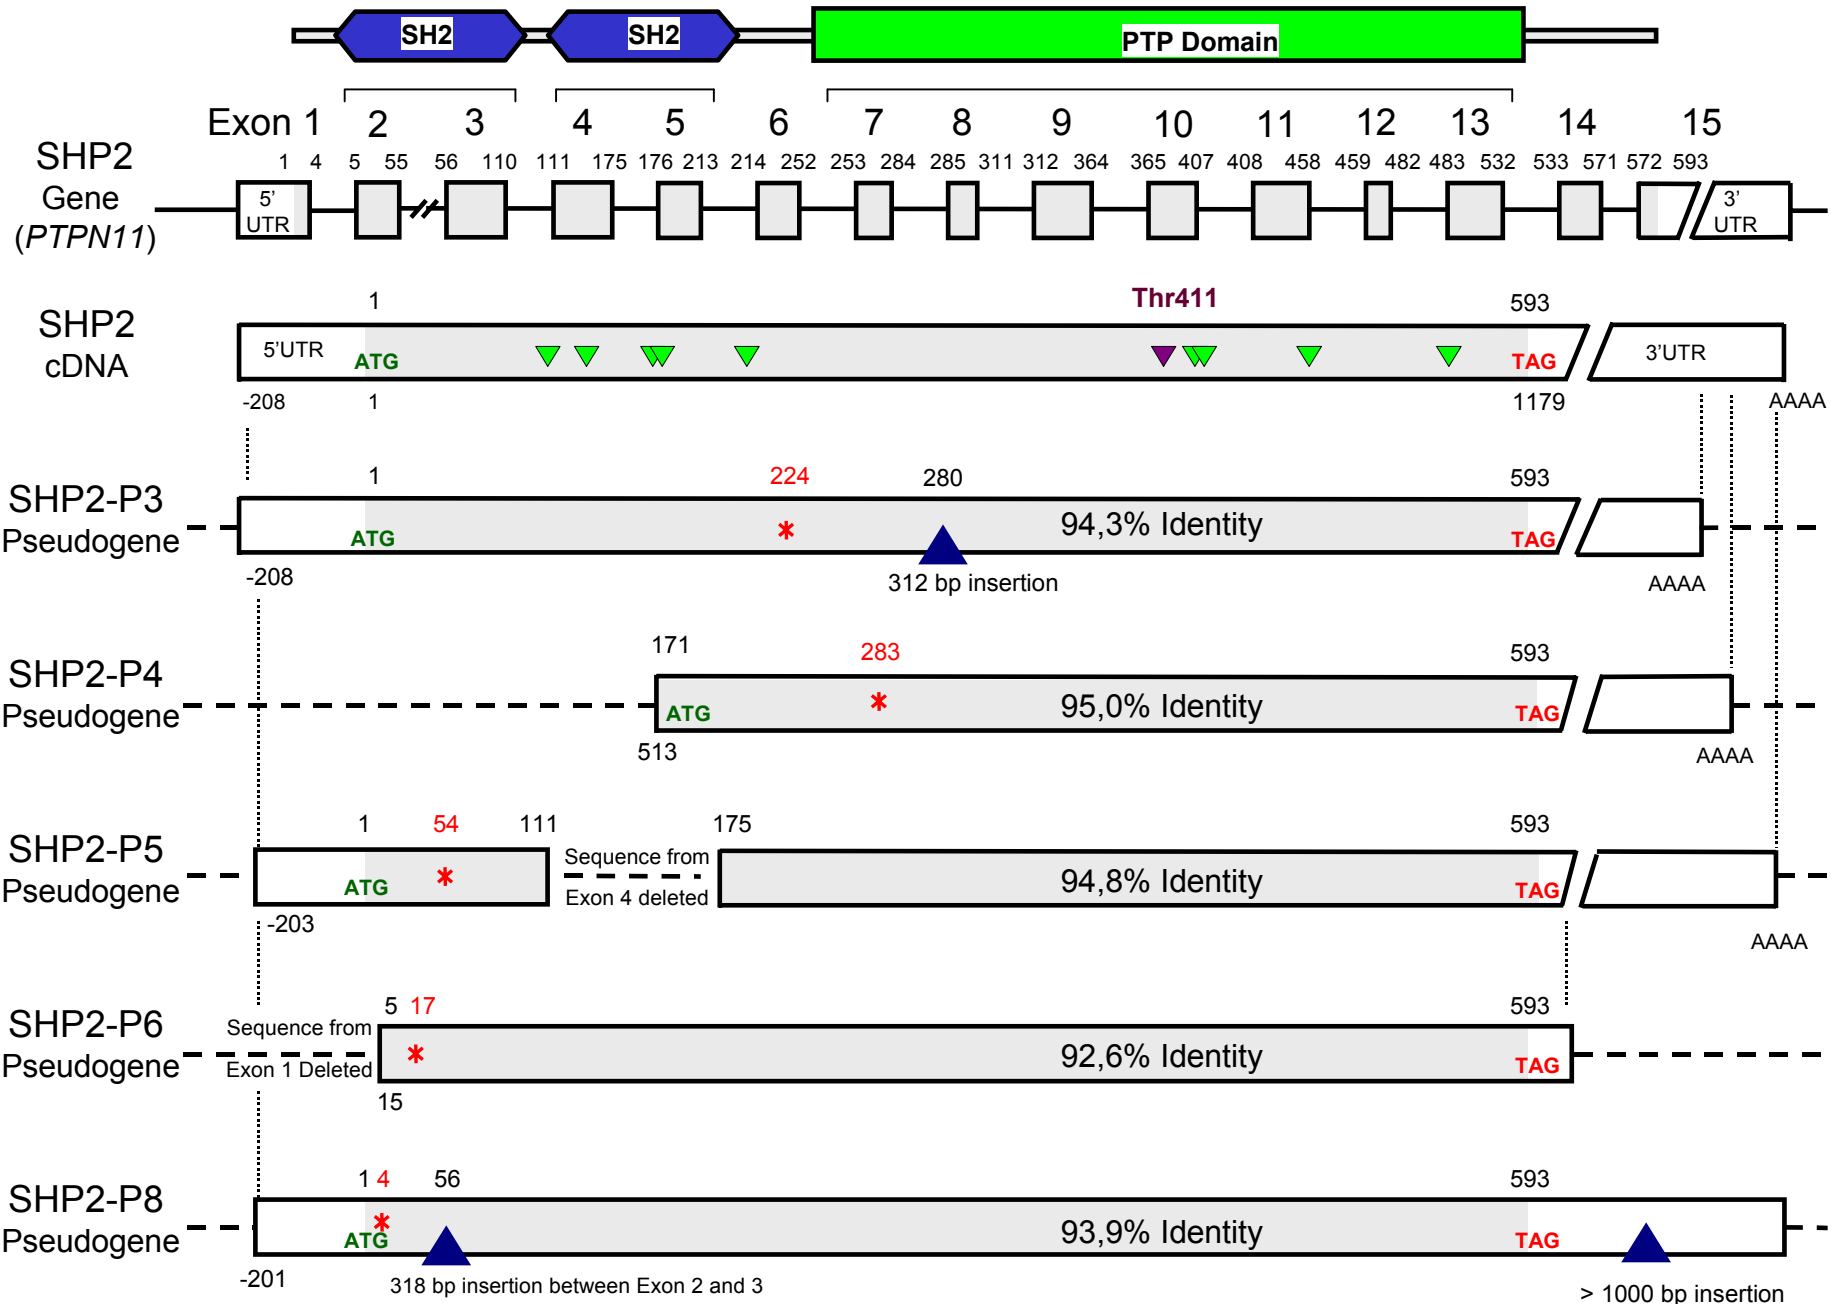 SH2 SH2 PTP Domain
Exon 1 2 3 4 5 6 7 8 9 10 11 12 13 14 15
SHP2
Gene
(PTPN11)
1 4 5 55 56 110 111 175 176 213 214 252 253 284 285 311 312 364 365 407 408 458 459 482 483 532 533 571 572 593
5'
UTR
3'
UTR
SHP2
cDNA
1 Thr411 593
5'UTR ATG TAG 3'UTR
-208 1 1179 AAAA
SHP2-P3
Pseudogene
1 224 280 593
ATG 94,3% Identity TAG
-208 312 bp insertion AAAA
SHP2-P4
Pseudogene
171 283 593
ATG 95,0% Identity TAG
513 AAAA
SHP2-P5
Pseudogene
1 54 111 175 593
Sequence from
Exon 4 deleted
ATG 94,8% Identity TAG
-203 AAAA
SHP2-P6
Pseudogene
Sequence from
Exon 1 Deleted
5 17 593
92,6% Identity TAG
15
SHP2-P8
Pseudogene
1 4 56 593
ATG 93,9% Identity TAG
-201 318 bp insertion between Exon 2 and 3 > 1000 bp insertion